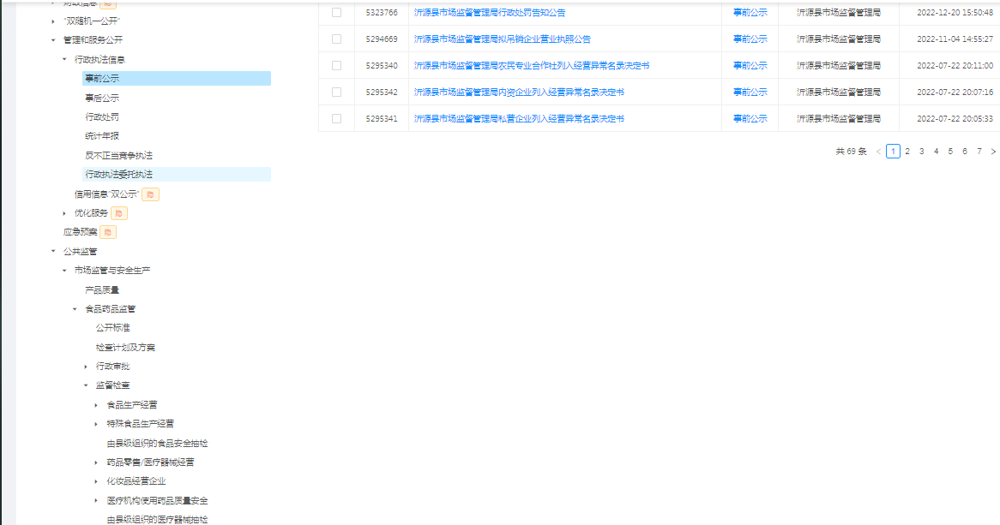 财政信息 隐
“双随机一公开”
管理和服务公开
行政执法信息
事前公示
事后公示
行政处罚
统计年报
反不正当竞争执法
行政执法委托执法
信用信息“双公示” 隐
优化服务 隐
应急预案 隐
公共监管
市场监管与安全生产
产品质量
食品药品监管
公开标准
检查计划及方案
行政审批
监督检查
食品生产经营
特殊食品生产经营
由县级组织的食品安全抽检
药品零售/医疗器械经营
化妆品经营企业
医疗机构使用药品质量安全
由县级组织的医疗器械抽检
5323766 沂源县市场监督管理局行政处罚告知公告 事前公示 沂源县市场监督管理局 2022-12-20 15:50:48
5294669 沂源县市场监督管理局拟吊销企业营业执照公告 事前公示 沂源县市场监督管理局 2022-11-04 14:55:27
5295340 沂源县市场监督管理局农民专业合作社列入经营异常名录决定书 事前公示 沂源县市场监督管理局 2022-07-22 20:11:00
5295342 沂源县市场监督管理局内资企业列入经营异常名录决定书 事前公示 沂源县市场监督管理局 2022-07-22 20:07:16
5295341 沂源县市场监督管理局私营企业列入经营异常名录决定书 事前公示 沂源县市场监督管理局 2022-07-22 20:05:33
共 69 条 < 1 2 3 4 5 6 7 >